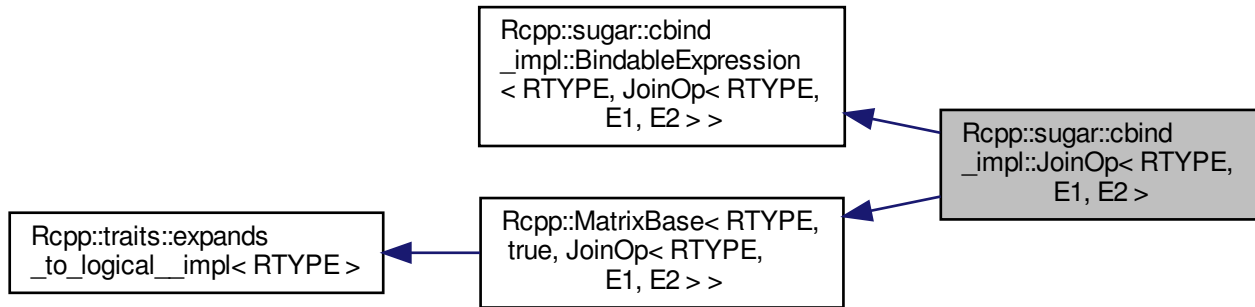 Rcpp::sugar::cbind
_impl::BindableExpression
< RTYPE, JoinOp< RTYPE,
E1, E2 > >
Rcpp::sugar::cbind
_impl::JoinOp< RTYPE,
E1, E2 >
Rcpp::MatrixBase< RTYPE,
true, JoinOp< RTYPE,
E1, E2 > >
Rcpp::traits::expands
_to_logical__impl< RTYPE >